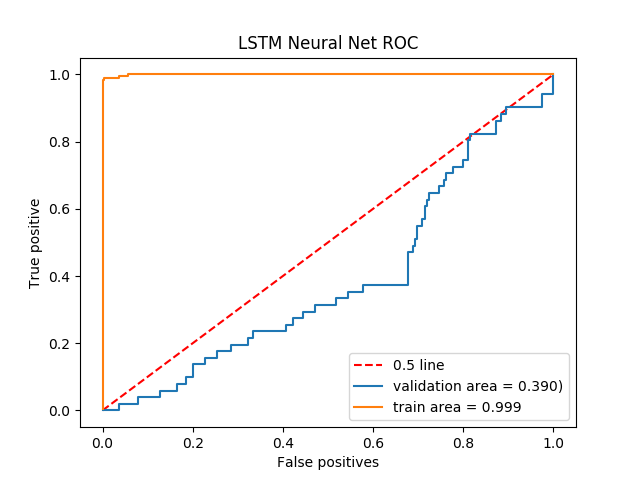 LSTM Neural Net ROC
1.0
0.8
0.6
0.4
0.2
0.0
True positive
0.5 line
validation area = 0.390)
train area = 0.999
0.0
0.2
0.4
0.6
0.8
1.0
False positives